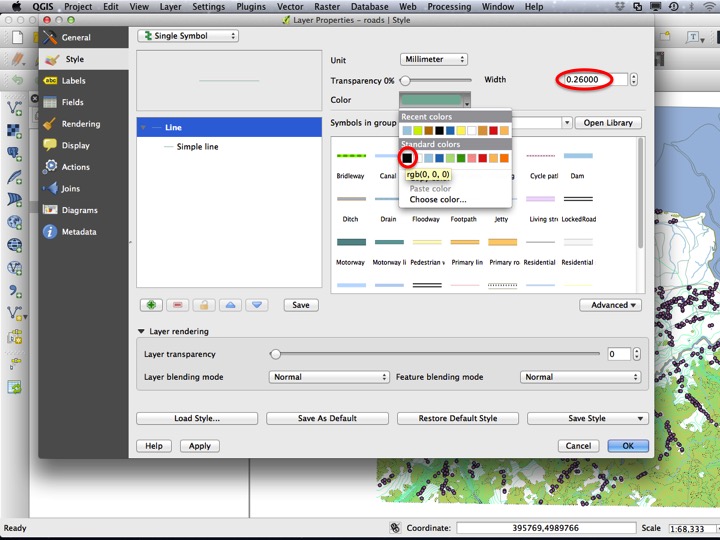 QGIS Project Edit View Layer Settings Plugins Vector Raster Database Web Processing Window Help
Layer Properties - roads | Style
General
Style
Labels
Fields
Rendering
Display
Actions
Joins
Diagrams
Metadata
Single Symbol
Unit Millimeter
Transparency 0% Width 0.26000
Color
Recent colors
Standard colors
rgb(0, 0, 0)
Paste color
Choose color...
Line
Simple line
Symbols in group
Open Library
Bridleway Canal Cycle pat Dam
Ditch Drain Floodway Footpath Jetty Living str LockedRoad
Motorway Motorway li Pedestrian v Primary lin Primary ro Residential Residential
Save
Advanced
Layer rendering
Layer transparency 0
Layer blending mode Normal Feature blending mode Normal
Load Style... Save As Default Restore Default Style Save Style
Help Apply Cancel OK
Ready Coordinate: 395769,4989766 Scale 1:68,333